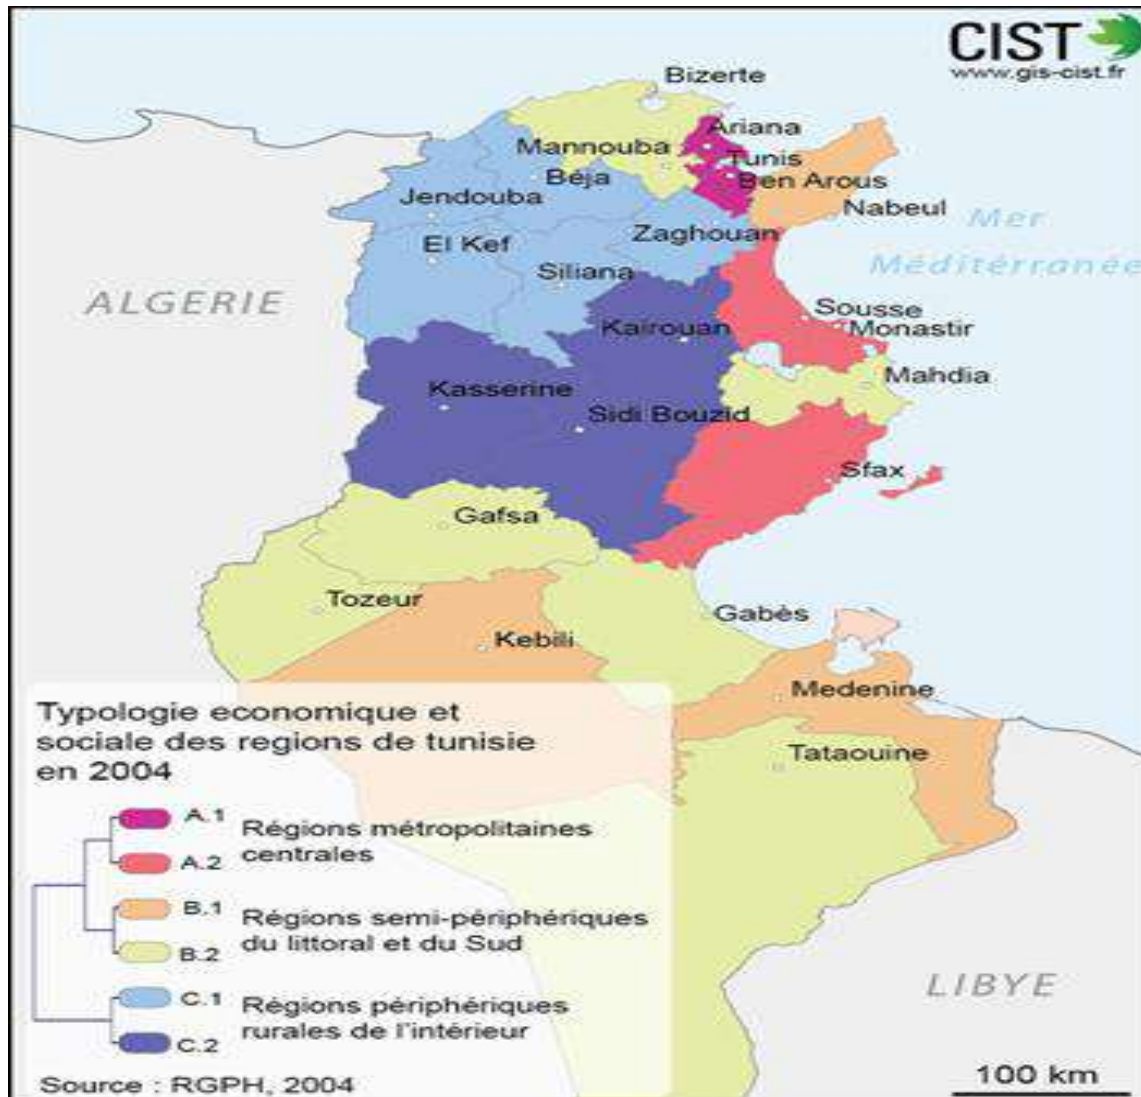 CIST
www.gis-cist.fr
Bizerte
Ariana
Mannouba
Tunis
Béja
Ben Arous
Jendouba
Nabeul
Mer
Méditérranée
El Kef
Zaghouan
Siliana
ALGERIE
Sousse
Kairouan
Monastir
Mahdia
Kasserine
Sidi Bouzid
Sfax
Gafsa
Tozeur
Gabès
Kebili
Medenine
Tataouine
Typologie economique et
sociale des regions de tunisie
en 2004
A.1
Régions métropolitaines
centrales
A.2
B.1
Régions semi-périphériques
du littoral et du Sud
B.2
C.1
Régions périphériques
rurales de l'intérieur
C.2
Source : RGPH, 2004
LIBYE
100 km